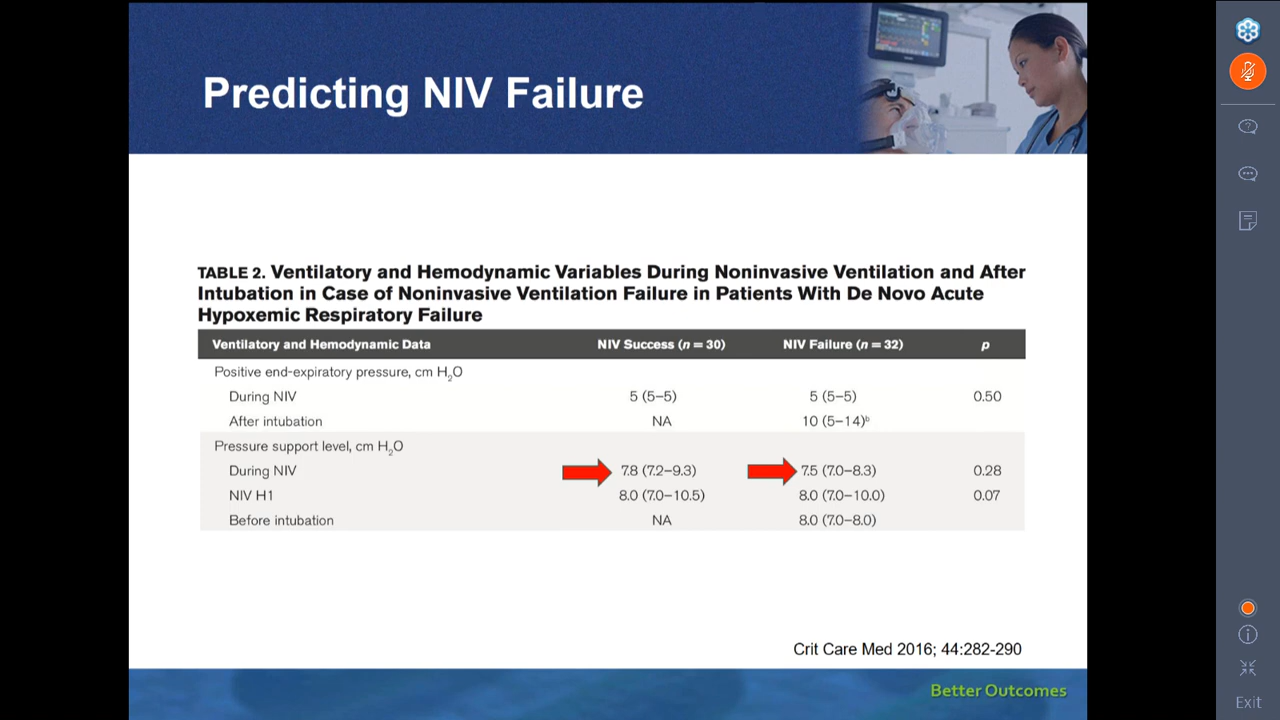 Predicting NIV Failure
TABLE 2. Ventilatory and Hemodynamic Variables During Noninvasive Ventilation and After
Intubation in Case of Noninvasive Ventilation Failure in Patients With De Novo Acute
Hypoxemic Respiratory Failure
Ventilatory and Hemodynamic Data NIV Success (n = 30) NIV Failure (n = 32) p
Positive end-expiratory pressure, cm H₂O
During NIV 5 (5–5) 5 (5–5) 0.50
After intubation NA 10 (5–14)ᵇ
Pressure support level, cm H₂O
During NIV 7.8 (7.2–9.3) 7.5 (7.0–8.3) 0.28
NIV H1 8.0 (7.0–10.5) 8.0 (7.0–10.0) 0.07
Before intubation NA 8.0 (7.0–8.0)
Crit Care Med 2016; 44:282-290
Better Outcomes
Exit